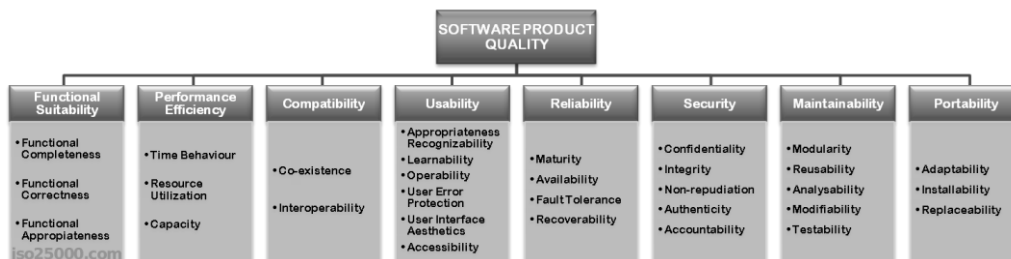 SOFTWARE PRODUCT
QUALITY
Functional
Suitability
• Functional
Completeness
• Functional
Correctness
• Functional
Appropiateness
Performance
Efficiency
• Time Behaviour
• Resource
Utilization
• Capacity
Compatibility
• Co-existence
• Interoperability
Usability
• Appropriateness
Recognizability
• Learnability
• Operability
• User Error
Protection
• User Interface
Aesthetics
• Accessibility
Reliability
• Maturity
• Availability
• Fault Tolerance
• Recoverability
Security
• Confidentiality
• Integrity
• Non-repudiation
• Authenticity
• Accountability
Maintainability
• Modularity
• Reusability
• Analysability
• Modifiability
• Testability
Portability
• Adaptability
• Installability
• Replaceability
iso25000.com